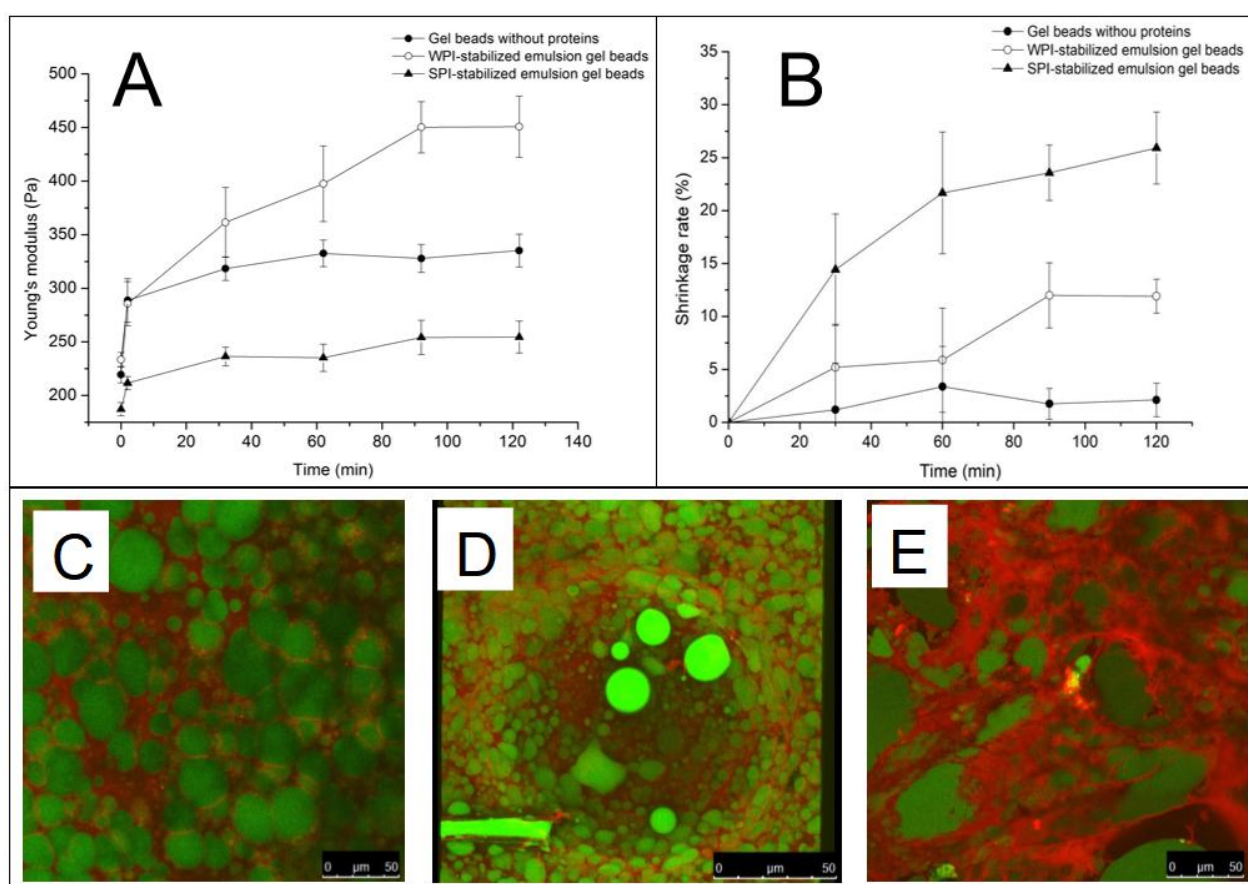 A
Gel beads without proteins
WPI-stabilized emulsion gel beads
SPI-stabilized emulsion gel beads
500
450
400
350
300
250
200
Young's modulus (Pa)
0 20 40 60 80 100 120 140
Time (min)
B
Gel beads withou proteins
WPI-stabilized emulsion gel beads
SPI-stabilized emulsion gel beads
35
30
25
20
15
10
5
0
Shrinkage rate (%)
0 20 40 60 80 100 120
Time (min)
C
0 µm 50
D
0 µm 50
E
0 µm 50